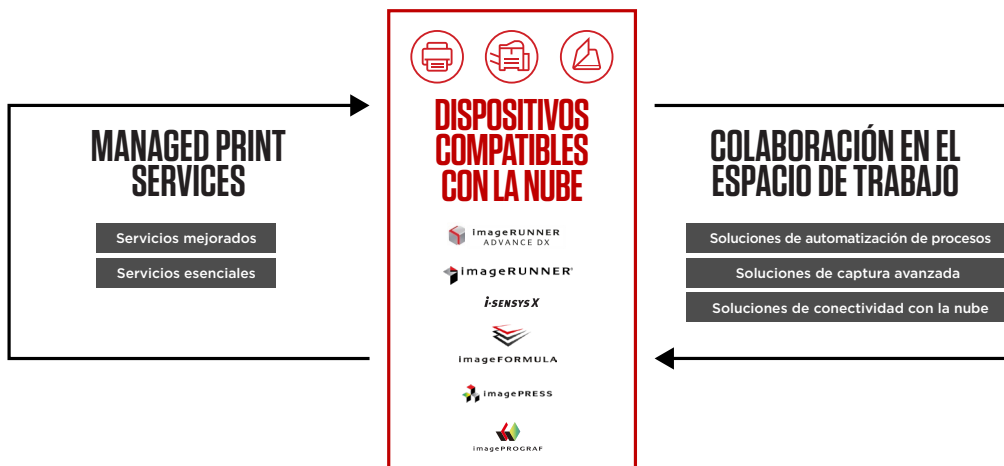 MANAGED PRINT
SERVICES
Servicios mejorados
Servicios esenciales
DISPOSITIVOS
COMPATIBLES
CON LA NUBE
imageRUNNER
ADVANCE DX
imageRUNNER®
i-SENSYS X
imageFORMULA
imagePRESS
imagePROGRAF
COLABORACIÓN EN EL
ESPACIO DE TRABAJO
Soluciones de automatización de procesos
Soluciones de captura avanzada
Soluciones de conectividad con la nube